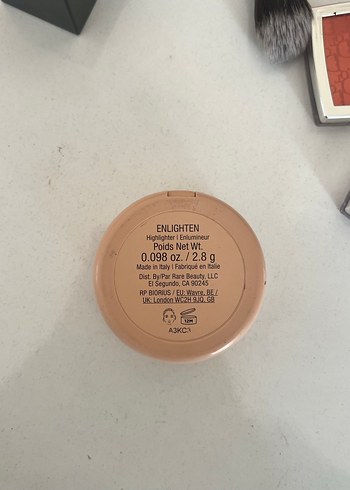 ENLIGHTEN
Highlighter | Enlumineur
Poids Net Wt.
0.098 oz. / 2.8 g
Made in Italy | Fabriqué en Italie
Dist. By/Par Rare Beauty, LLC
El Segundo, CA 90245
RP BIORIUS / EU: Wavre, BE /
UK: London WC2H 9JQ, GB
12M
A3KC3